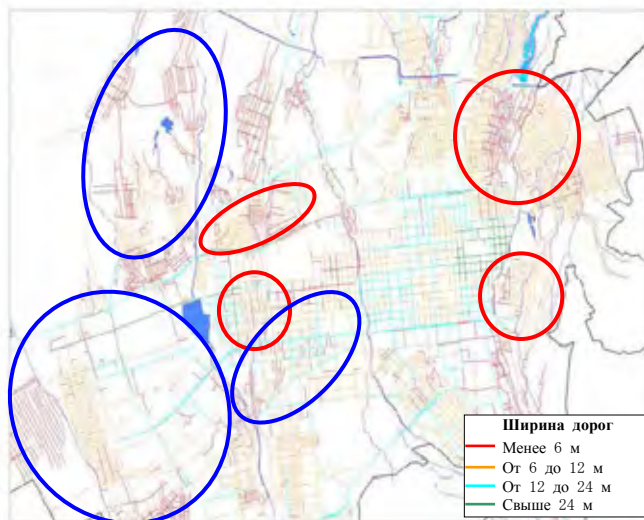 Ширина дорог
Менее 6 м
От 6 до 12 м
От 12 до 24 м
Свыше 24 м